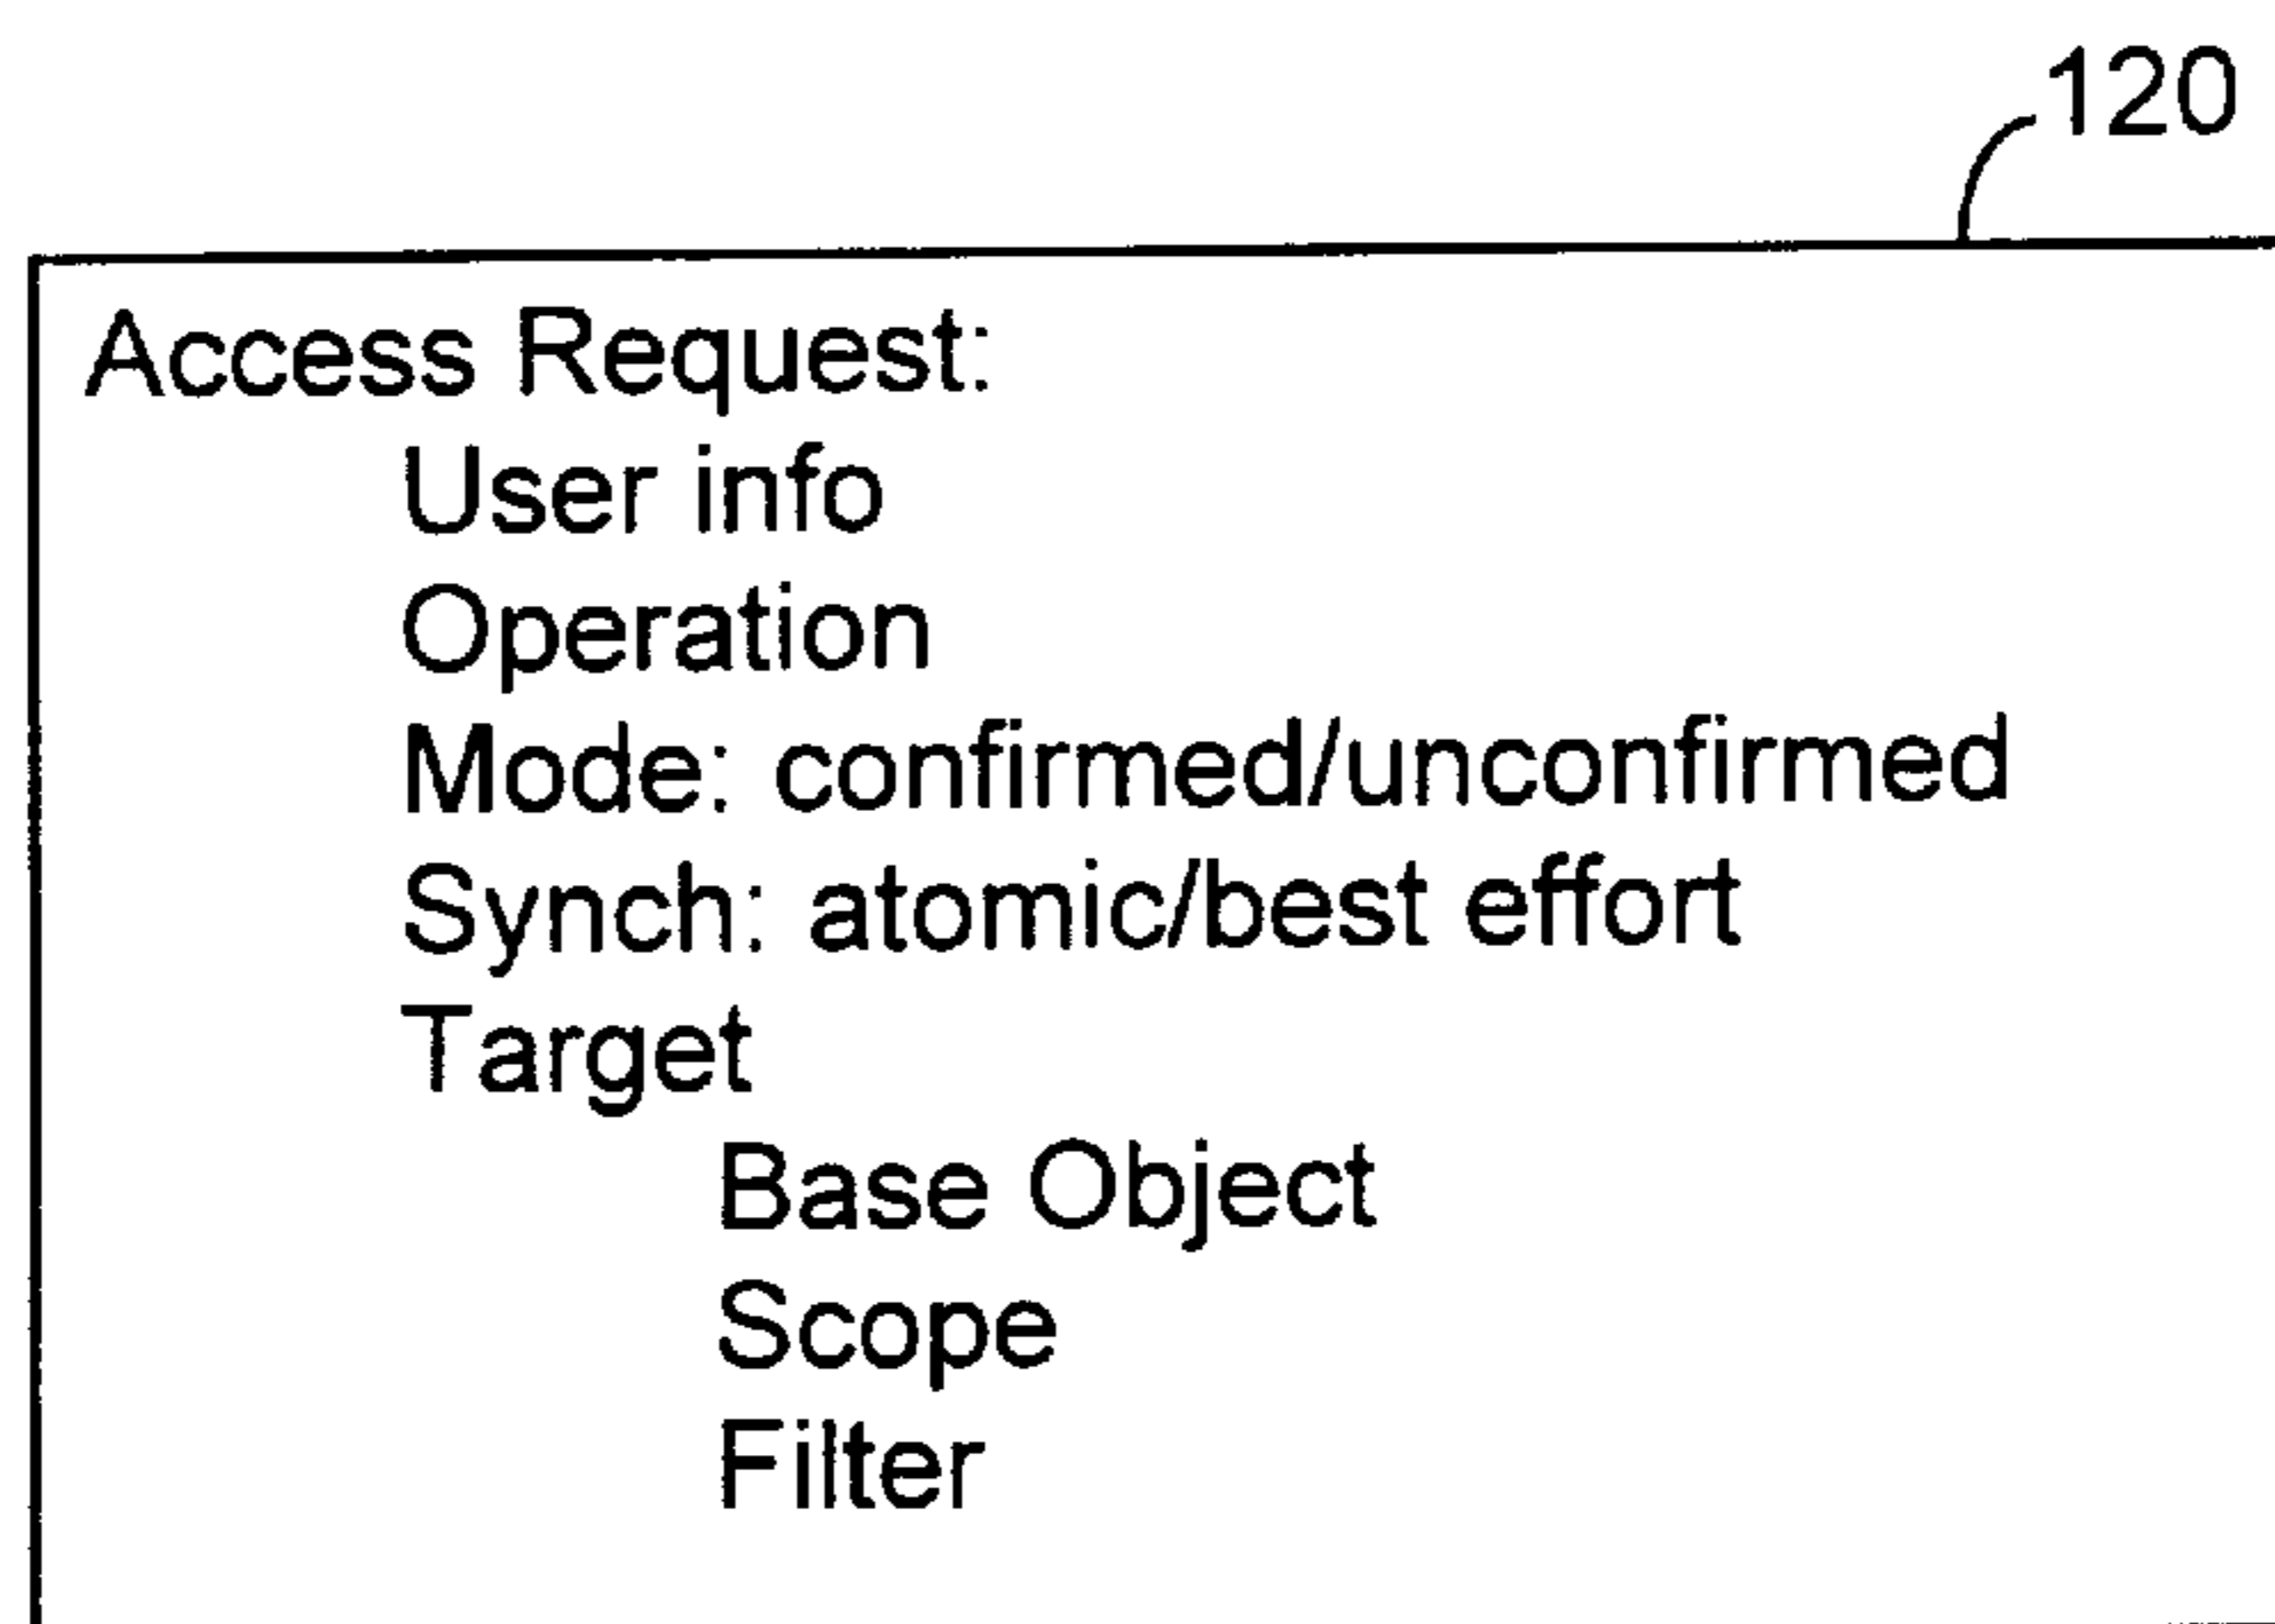 120
Access Request:
User info
Operation
Mode: confirmed/unconfirmed
Synch: atomic/best effort
Target
Base Object
Scope
Filter